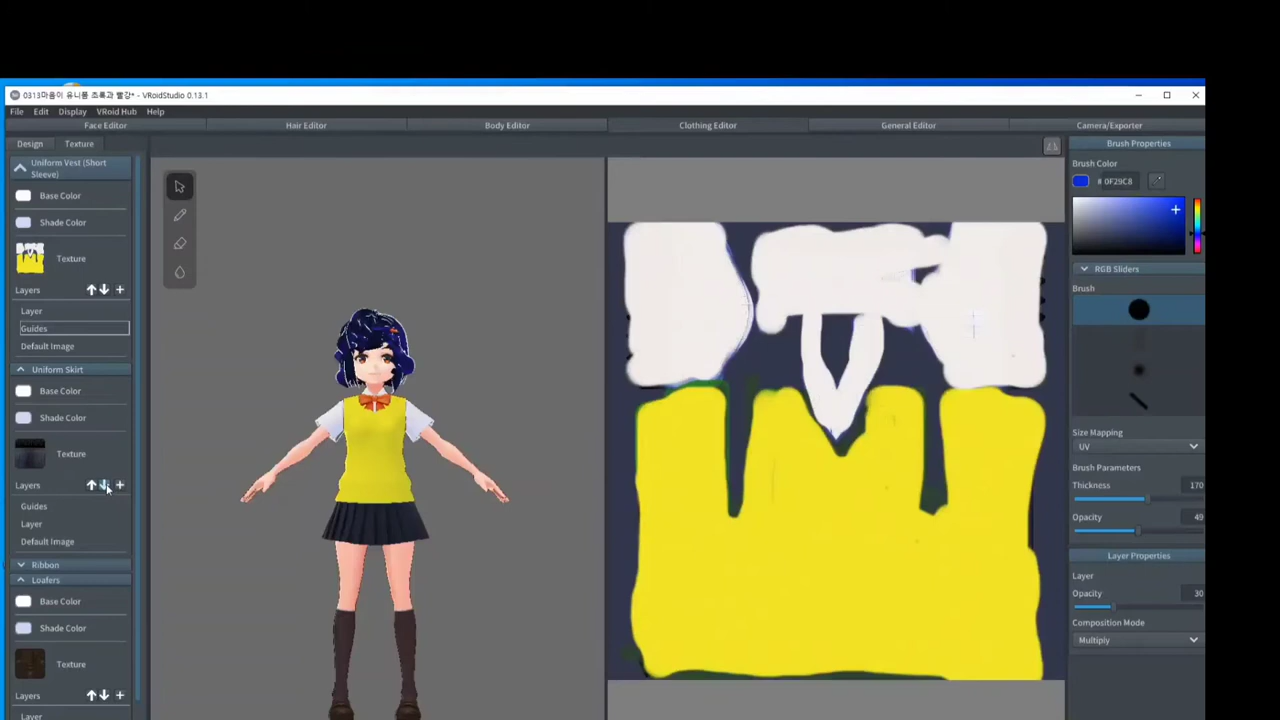 0313마음이 유니폼 초록과 빨강* - VRoidStudio 0.13.1
File Edit Display VRoid Hub Help
Face Editor Hair Editor Body Editor Clothing Editor General Editor Camera/Exporter
Design Texture
Uniform Vest (Short
Sleeve)
Base Color
Shade Color
Texture
Layers
Layer
Guides
Default Image
Uniform Skirt
Base Color
Shade Color
Texture
Layers
Guides
Layer
Default Image
Ribbon
Loafers
Base Color
Shade Color
Texture
Layers
Layer
Brush Properties
Brush Color
# 0F29C8
RGB Sliders
Brush
Size Mapping
UV
Brush Parameters
Thickness 170
Opacity 49
Layer Properties
Layer
Opacity 30
Composition Mode
Multiply